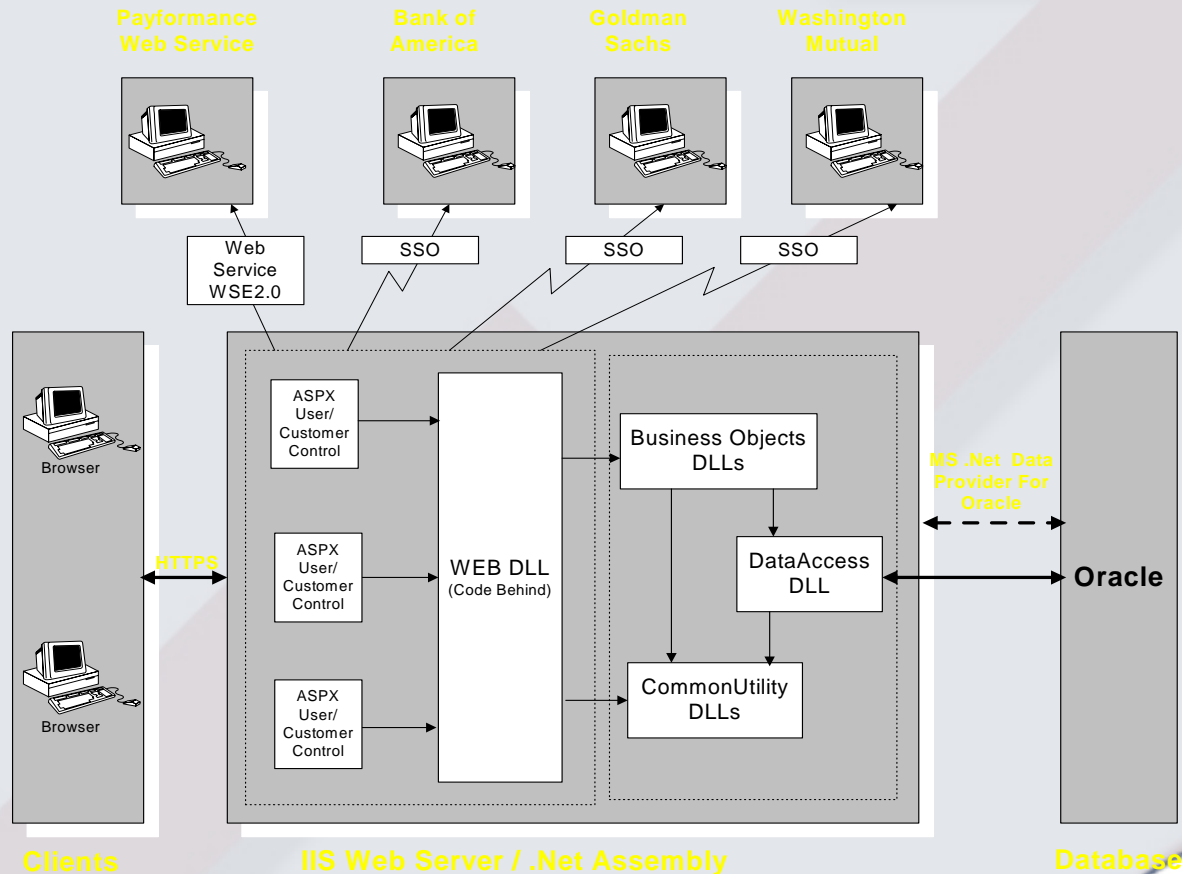 Payformance
Web Service
Bank of
America
Goldman
Sachs
Washington
Mutual
Web
Service
WSE2.0
SSO
SSO
SSO
Browser
Browser
HTTPS
ASPX
User/
Customer
Control
ASPX
User/
Customer
Control
ASPX
User/
Customer
Control
WEB DLL
(Code Behind)
Business Objects
DLLs
DataAccess
DLL
CommonUtility
DLLs
MS .Net Data
Provider For
Oracle
Oracle
Clients
IIS Web Server / .Net Assembly
Database